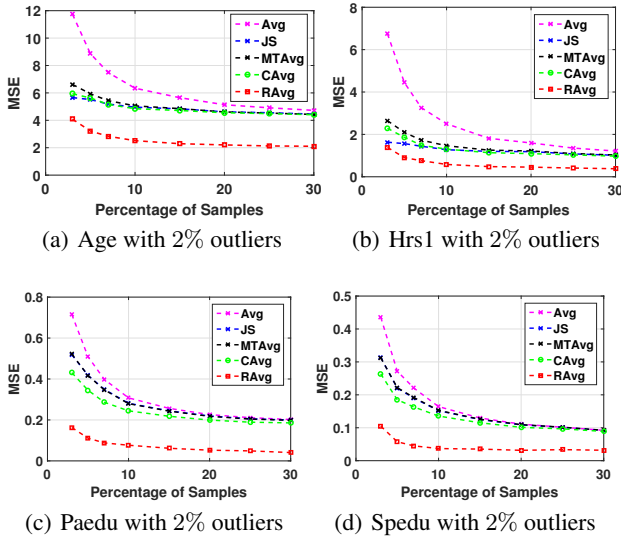 12
10
8
6
4
2
0
MSE
0 10 20 30
Percentage of Samples
Avg
JS
MTAvg
CAvg
RAvg
(a) Age with 2% outliers
8
6
4
2
0
MSE
0 10 20 30
Percentage of Samples
Avg
JS
MTAvg
CAvg
RAvg
(b) Hrs1 with 2% outliers
0.8
0.6
0.4
0.2
0
MSE
0 10 20 30
Percentage of Samples
Avg
JS
MTAvg
CAvg
RAvg
(c) Paedu with 2% outliers
0.5
0.4
0.3
0.2
0.1
0
MSE
0 10 20 30
Percentage of Samples
Avg
JS
MTAvg
CAvg
RAvg
(d) Spedu with 2% outliers